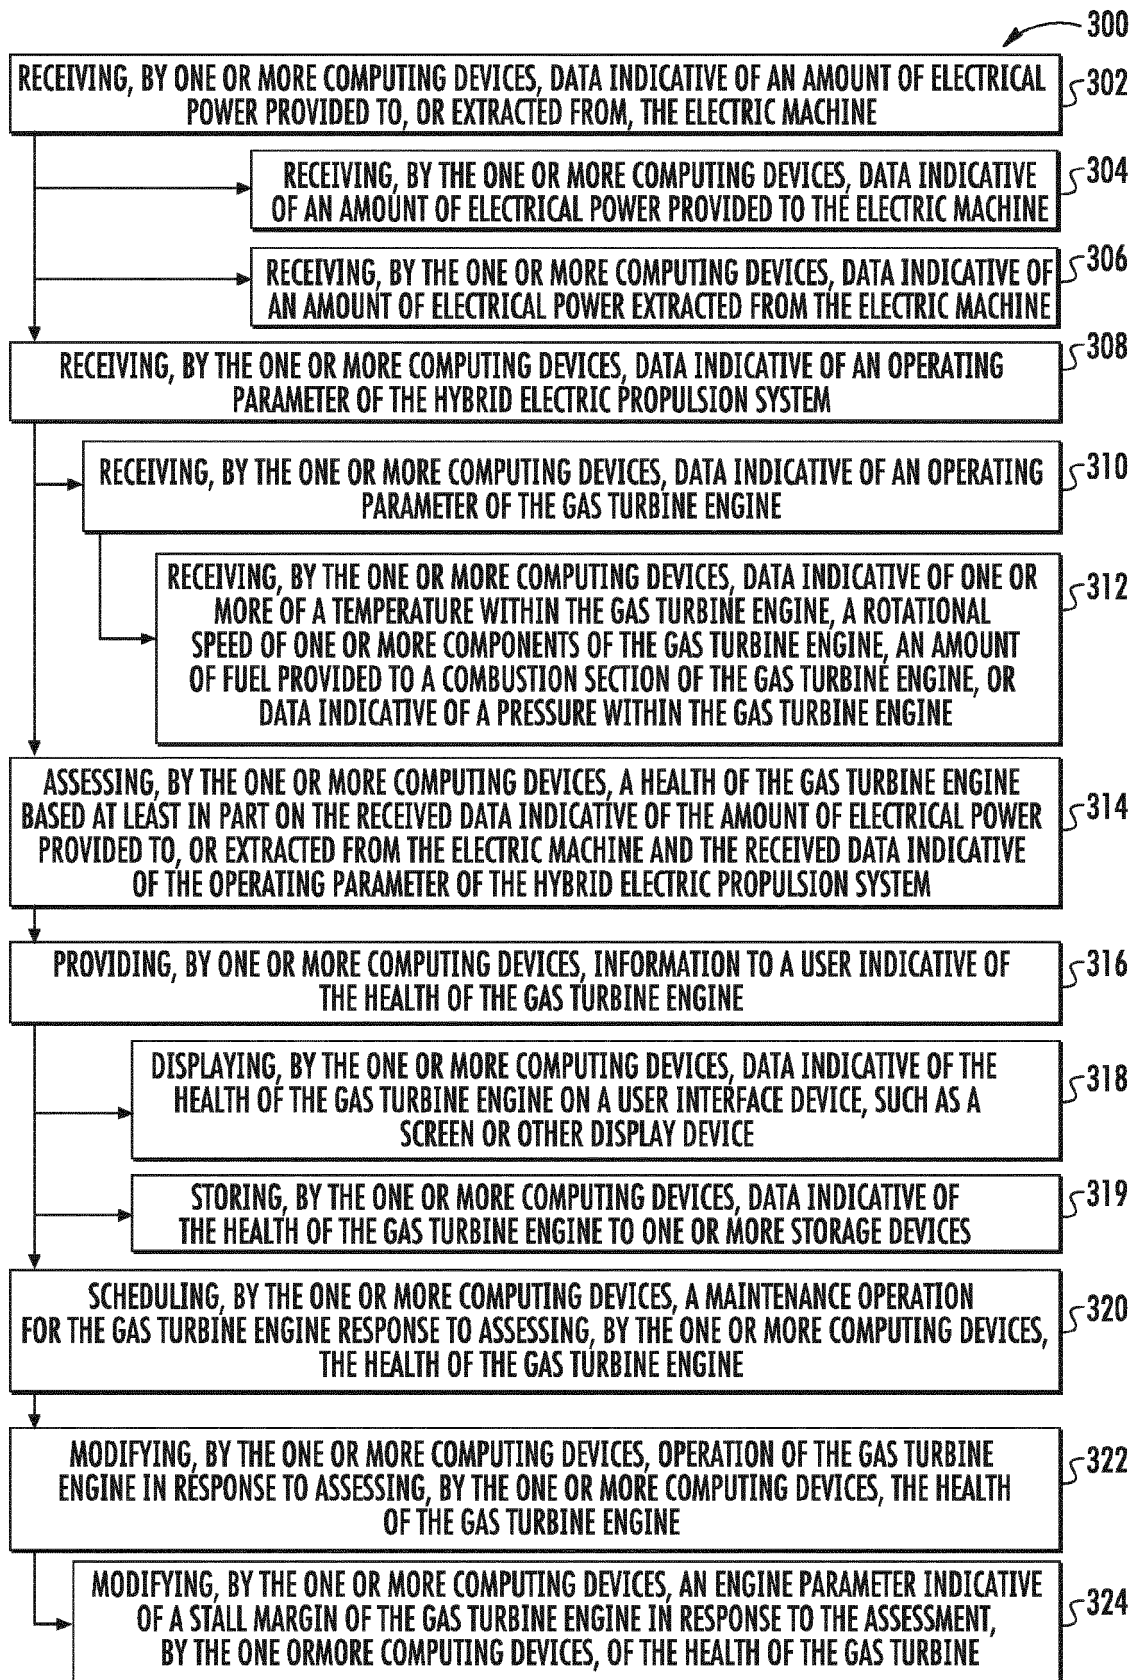 300
RECEIVING, BY ONE OR MORE COMPUTING DEVICES, DATA INDICATIVE OF AN AMOUNT OF ELECTRICAL
POWER PROVIDED TO, OR EXTRACTED FROM, THE ELECTRIC MACHINE
302
RECEIVING, BY THE ONE OR MORE COMPUTING DEVICES, DATA INDICATIVE
OF AN AMOUNT OF ELECTRICAL POWER PROVIDED TO THE ELECTRIC MACHINE
304
RECEIVING, BY THE ONE OR MORE COMPUTING DEVICES, DATA INDICATIVE OF
AN AMOUNT OF ELECTRICAL POWER EXTRACTED FROM THE ELECTRIC MACHINE
306
RECEIVING, BY THE ONE OR MORE COMPUTING DEVICES, DATA INDICATIVE OF AN OPERATING
PARAMETER OF THE HYBRID ELECTRIC PROPULSION SYSTEM
308
RECEIVING, BY THE ONE OR MORE COMPUTING DEVICES, DATA INDICATIVE OF AN OPERATING
PARAMETER OF THE GAS TURBINE ENGINE
310
RECEIVING, BY THE ONE OR MORE COMPUTING DEVICES, DATA INDICATIVE OF ONE OR
MORE OF A TEMPERATURE WITHIN THE GAS TURBINE ENGINE, A ROTATIONAL
SPEED OF ONE OR MORE COMPONENTS OF THE GAS TURBINE ENGINE, AN AMOUNT
OF FUEL PROVIDED TO A COMBUSTION SECTION OF THE GAS TURBINE ENGINE, OR
DATA INDICATIVE OF A PRESSURE WITHIN THE GAS TURBINE ENGINE
312
ASSESSING, BY THE ONE OR MORE COMPUTING DEVICES, A HEALTH OF THE GAS TURBINE ENGINE
BASED AT LEAST IN PART ON THE RECEIVED DATA INDICATIVE OF THE AMOUNT OF ELECTRICAL POWER
PROVIDED TO, OR EXTRACTED FROM THE ELECTRIC MACHINE AND THE RECEIVED DATA INDICATIVE
OF THE OPERATING PARAMETER OF THE HYBRID ELECTRIC PROPULSION SYSTEM
314
PROVIDING, BY ONE OR MORE COMPUTING DEVICES, INFORMATION TO A USER INDICATIVE OF
THE HEALTH OF THE GAS TURBINE ENGINE
316
DISPLAYING, BY THE ONE OR MORE COMPUTING DEVICES, DATA INDICATIVE OF THE
HEALTH OF THE GAS TURBINE ENGINE ON A USER INTERFACE DEVICE, SUCH AS A
SCREEN OR OTHER DISPLAY DEVICE
318
STORING, BY THE ONE OR MORE COMPUTING DEVICES, DATA INDICATIVE OF
THE HEALTH OF THE GAS TURBINE ENGINE TO ONE OR MORE STORAGE DEVICES
319
SCHEDULING, BY THE ONE OR MORE COMPUTING DEVICES, A MAINTENANCE OPERATION
FOR THE GAS TURBINE ENGINE RESPONSE TO ASSESSING, BY THE ONE OR MORE COMPUTING DEVICES,
THE HEALTH OF THE GAS TURBINE ENGINE
320
MODIFYING, BY THE ONE OR MORE COMPUTING DEVICES, OPERATION OF THE GAS TURBINE
ENGINE IN RESPONSE TO ASSESSING, BY THE ONE OR MORE COMPUTING DEVICES, THE HEALTH
OF THE GAS TURBINE ENGINE
322
MODIFYING, BY THE ONE OR MORE COMPUTING DEVICES, AN ENGINE PARAMETER INDICATIVE
OF A STALL MARGIN OF THE GAS TURBINE ENGINE IN RESPONSE TO THE ASSESSMENT,
BY THE ONE ORMORE COMPUTING DEVICES, OF THE HEALTH OF THE GAS TURBINE
324